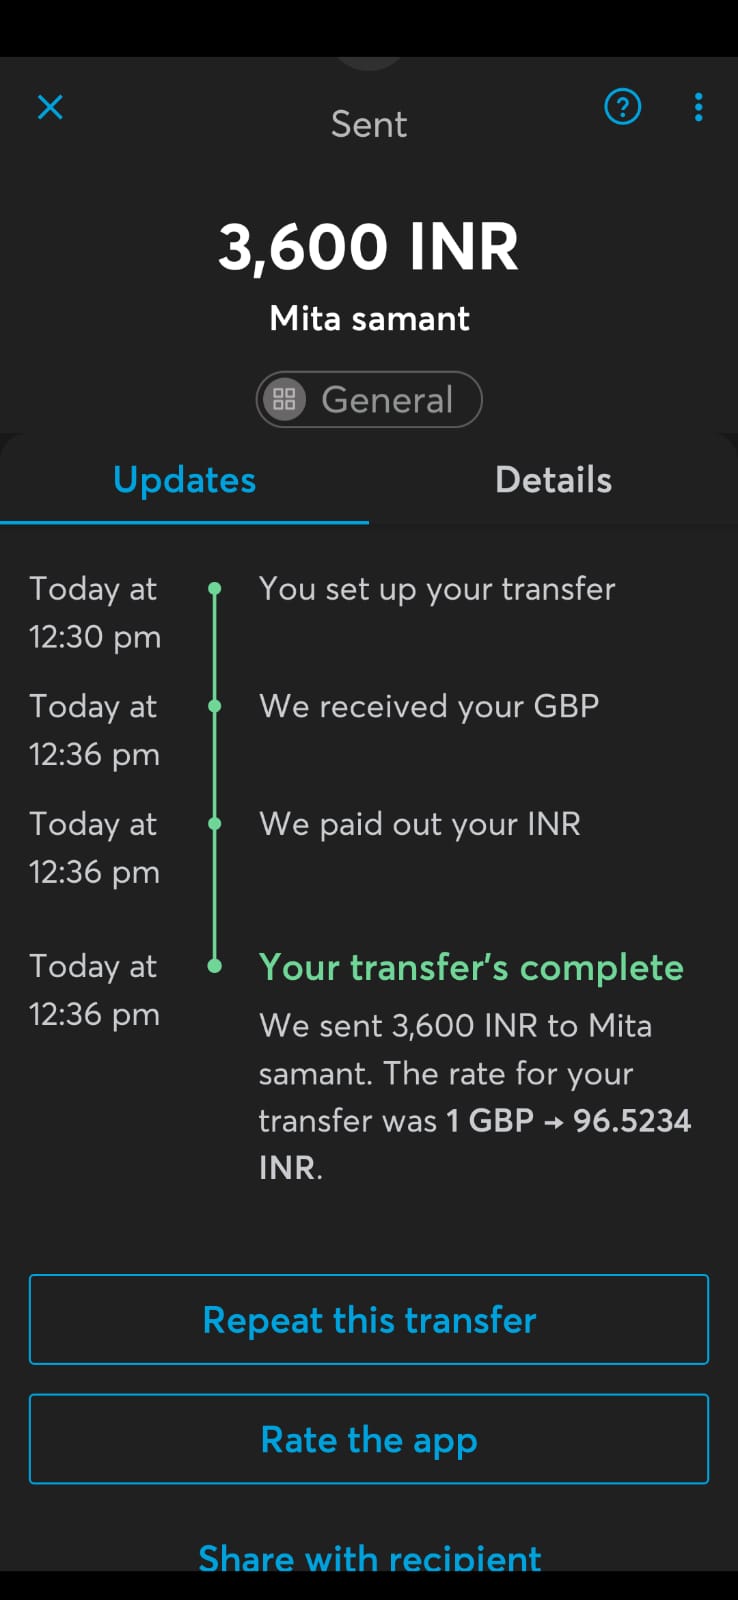 Sent
3,600 INR
Mita samant
General
Updates Details
Today at
12:30 pm
You set up your transfer
Today at
12:36 pm
We received your GBP
Today at
12:36 pm
We paid out your INR
Today at
12:36 pm
Your transfer's complete
We sent 3,600 INR to Mita
samant. The rate for your
transfer was 1 GBP → 96.5234
INR.
Repeat this transfer
Rate the app
Share with recipient